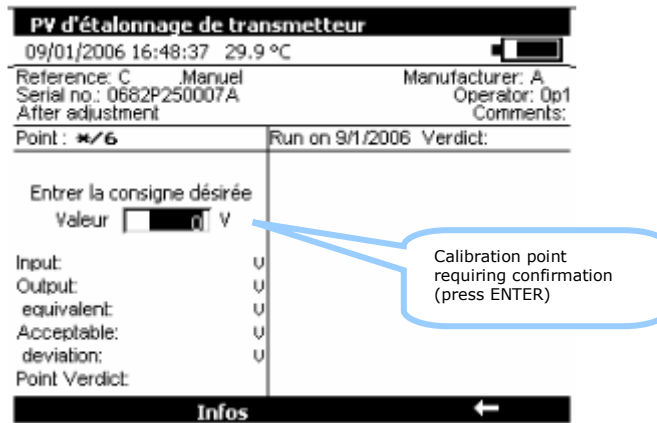 PV d'étalonnage de transmetteur
09/01/2006 16:48:37 29.9 °C
Reference: C .Manuel Manufacturer: A
Serial no.: 0682P250007A Operator: Op1
After adjustment Comments:
Point : */6 Run on 9/1/2006 Verdict:
Entrer la consigne désirée
Valeur 0 V
Calibration point
requiring confirmation
(press ENTER)
Input: V
Output: V
equivalent: V
Acceptable: V
deviation: V
Point Verdict:
Infos ←